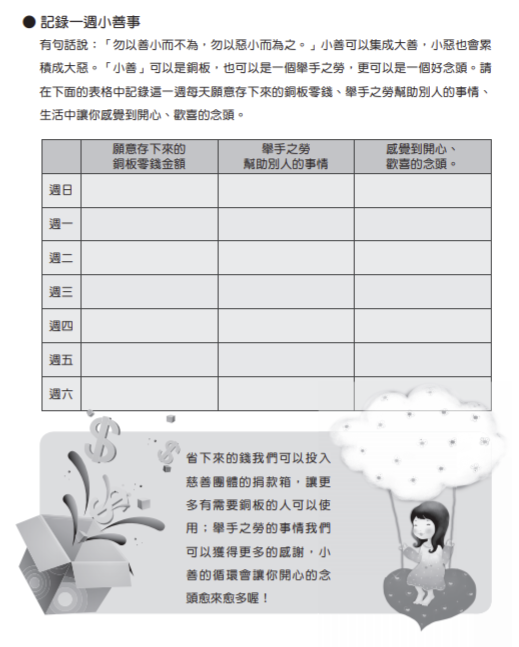 ● 記錄一週小善事
有句話說：「勿以善小而不為，勿以惡小而為之。」小善可以集成大善，小惡也會累
積成大惡。「小善」可以是銅板，也可以是一個舉手之勞，更可以是一個好念頭。請
在下面的表格中記錄這一週每天願意存下來的銅板零錢、舉手之勞幫助別人的事情、
生活中讓你感覺到開心、歡喜的念頭。
願意存下來的
銅板零錢金額
舉手之勞
幫助別人的事情
感覺到開心、
歡喜的念頭。
週日
週一
週二
週三
週四
週五
週六
省下來的錢我們可以投入
慈善團體的捐款箱，讓更
多有需要銅板的人可以使
用；舉手之勞的事情我們
可以獲得更多的感謝，小
善的循環會讓你開心的念
頭愈來愈多喔！